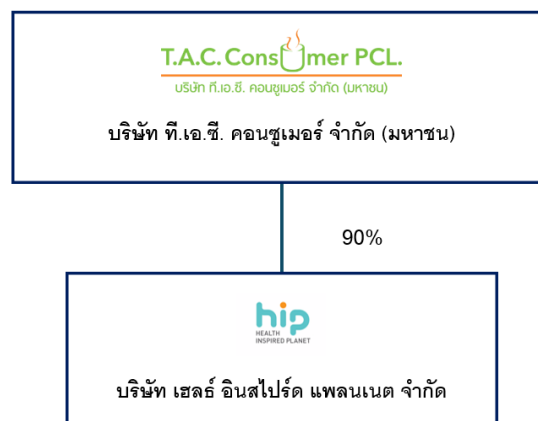 T.A.C. Consumer PCL.
บริษัท ที.เอ.ซี. คอนซูเมอร์ จำกัด (มหาชน)
บริษัท ที.เอ.ซี. คอนซูเมอร์ จำกัด (มหาชน)
90%
hip
HEALTH
INSPIRED PLANET
บริษัท เฮลธ์ อินสไปร์ด แพลนเนต จำกัด